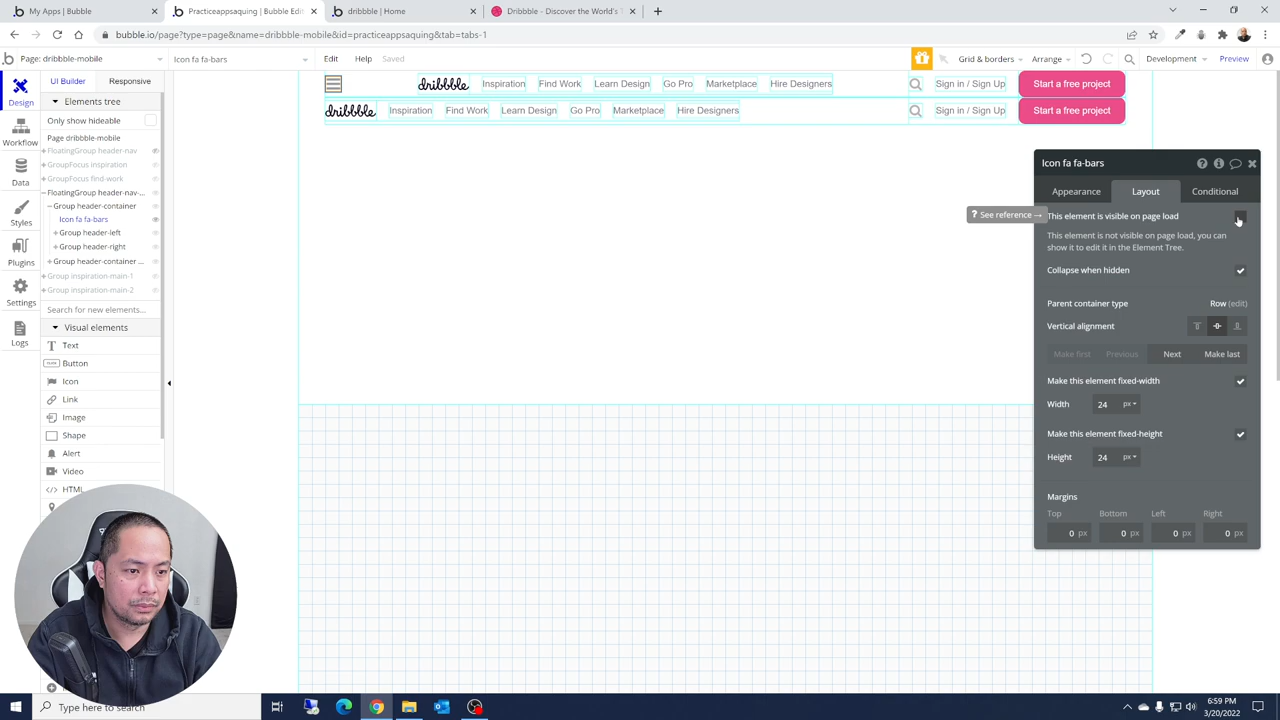 My Apps | Bubble
Practiceappsaquing | Bubble Edit
dribbble | Home
Dribbble - Discover the World's T
bubble.io/page?type=page&name=dribbble-mobile&id=practiceappsaquing&tab=tabs-1
Page: dribbble-mobile
Icon fa fa-bars
Edit
Help
Saved
Grid & borders
Arrange
Development
Preview
Design
Workflow
Data
Styles
Plugins
Settings
Logs
UI Builder
Responsive
Elements tree
Only show hideable
Page dribbble-mobile
FloatingGroup header-nav
GroupFocus inspiration
GroupFocus find-work
FloatingGroup header-nav-...
Group header-container
Icon fa fa-bars
Group header-left
Group header-right
Group header-container ...
Group inspiration-main-1
Group inspiration-main-2
Search for new elements...
Visual elements
Text
Button
CLICK
Icon
Link
Image
Shape
Alert
Video
HTML
dribbble Inspiration Find Work Learn Design Go Pro Marketplace Hire Designers Sign in / Sign Up Start a free project
dribbble Inspiration Find Work Learn Design Go Pro Marketplace Hire Designers Sign in / Sign Up Start a free project
Icon fa fa-bars
Appearance
Layout
Conditional
? See reference →
This element is visible on page load
This element is not visible on page load, you can
show it to edit it in the Element Tree.
Collapse when hidden
Parent container type Row (edit)
Vertical alignment
Make first Previous Next Make last
Make this element fixed-width
Width 24 px
Make this element fixed-height
Height 24 px
Margins
Top Bottom Left Right
0 px 0 px 0 px 0 px
Type here to search
6:59 PM
3/20/2022